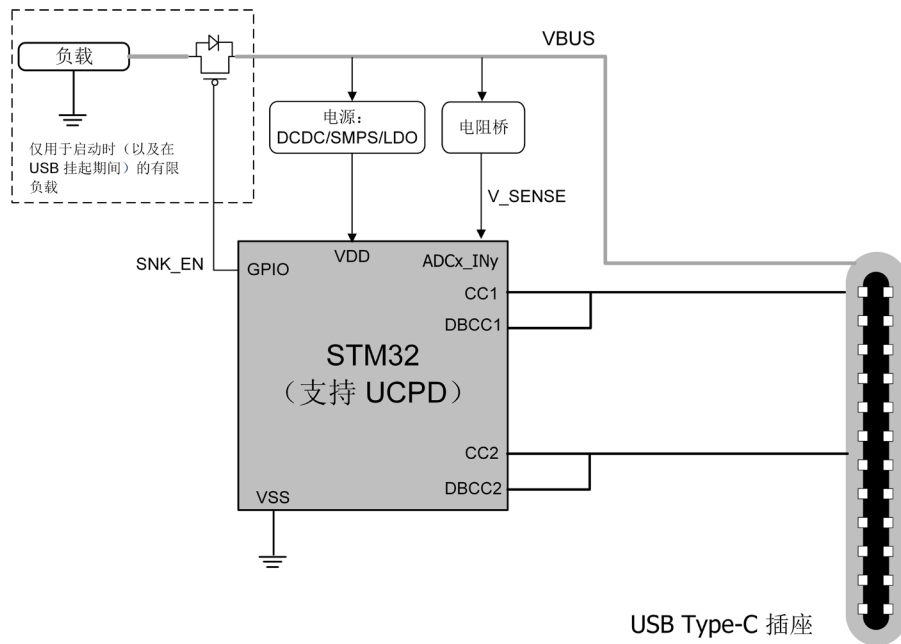 负载
VBUS
电源:
DCDC/SMPS/LDO
电阻桥
仅用于启动时（以及在
USB 挂起期间）的有限
负载
V_SENSE
SNK_EN
GPIO
VDD
ADCx_INy
CC1
DBCC1
STM32
（支持 UCPD）
CC2
DBCC2
VSS
USB Type-C 插座